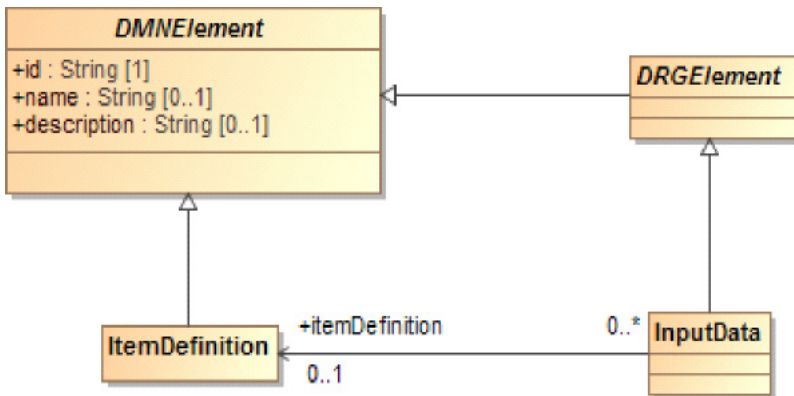 DMNElement
+id : String [1]
+name : String [0..1]
+description : String [0..1]
DRGElement
+itemDefinition
0..*
ItemDefinition
0..1
InputData